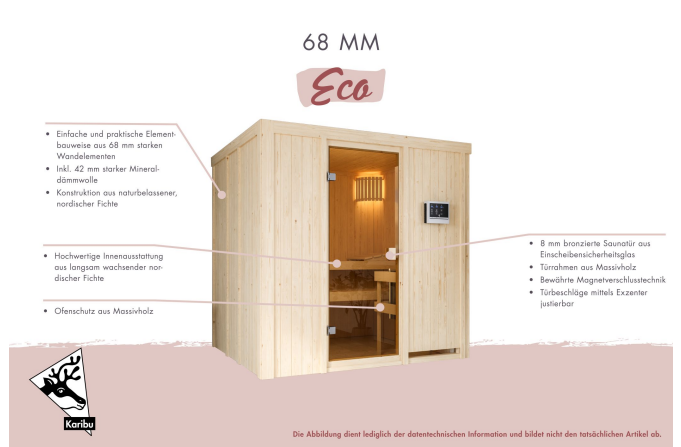 68 MM
Eco
• Einfache und praktische Element-
bauweise aus 68 mm starken
Wandelementen
• Inkl. 42 mm starker Mineral-
dämmwolle
• Konstruktion aus naturbelassener,
nordischer Fichte
• Hochwertige Innenausstattung
aus langsam wachsender nor-
discher Fichte
• Ofenschutz aus Massivholz
• 8 mm bronzierte Saunatür aus
Einscheibensicherheitsglas
• Türrahmen aus Massivholz
• Bewährte Magnetverschlusstechnik
• Türbeschläge mittels Exzenter
justierbar
Karibu
Die Abbildung dient lediglich der datentechnischen Information und bildet nicht den tatsächlichen Artikel ab.